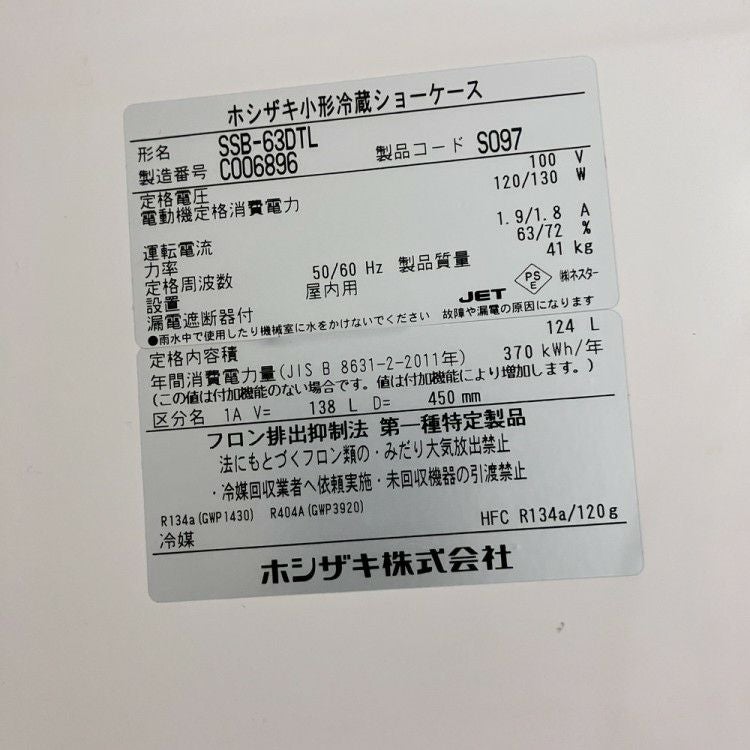 ホシザキ小形冷蔵ショーケース
形名 SSB-63DTL
製造番号 C006896 製品コード S097
定格電圧 100 V
電動機定格消費電力 120/130 W
運転電流 1.9/1.8 A
力率 63/72 %
定格周波数 50/60 Hz 製品質量 41 kg
設置 屋内用
漏電遮断器付 JET PS E ㈱ネスター
●雨水中で使用したり機械室に水をかけないでください 故障や漏電の原因になります
定格内容積 124 L
年間消費電力量(JIS B 8631-2-2011年) 370 kWh/年
(この値は付加機能のない場合です。値は付加機能により増加します。)
区分名 1A V= 138 L D= 450 mm
フロン排出抑制法 第一種特定製品
法にもとづくフロン類の・みだり大気放出禁止
・冷媒回収業者へ依頼実施・未回収機器の引渡禁止
R134a(GWP1430) R404A(GWP3920)
冷媒 HFC R134a/120g
ホシザキ株式会社